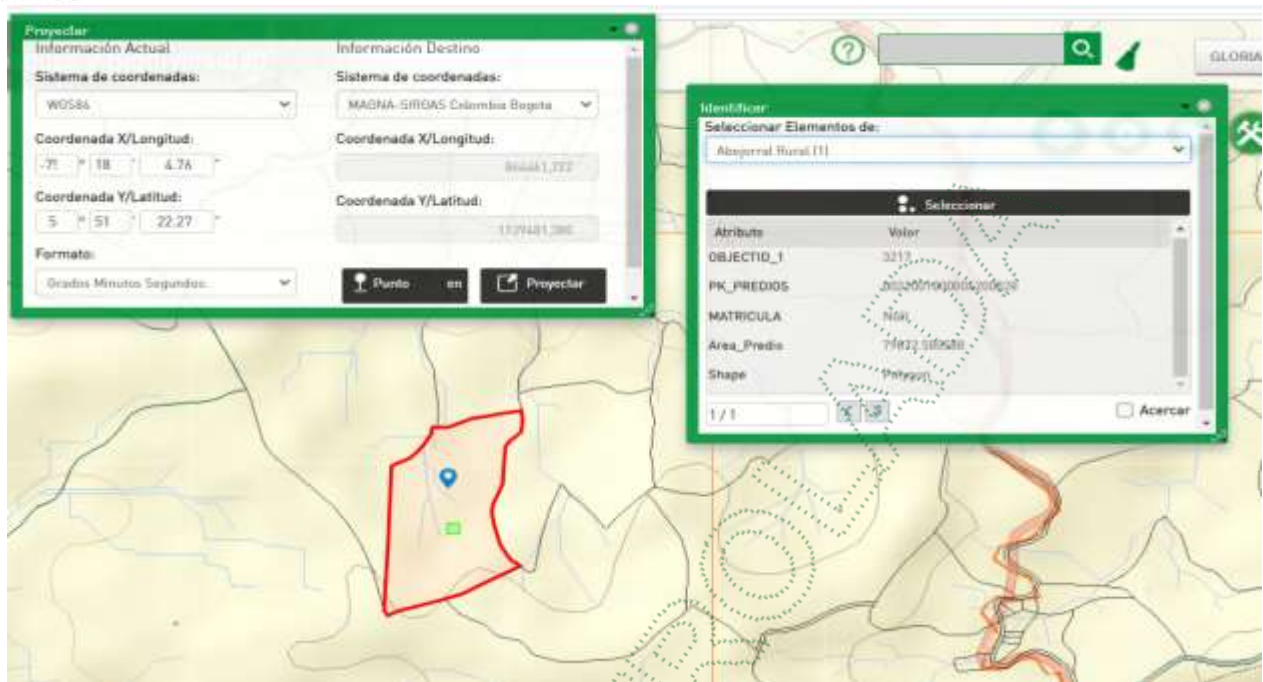 Proyectar
Información Actual
Información Destino
Sistema de coordenadas:
Sistema de coordenadas:
WGS84
MAGNA-SIRGAS Colombia Bogota
Coordenada X/Longitud:
Coordenada X/Longitud:
18 ' 4.76 "
Coordenada Y/Latitud:
Coordenada Y/Latitud:
5 ° 51 ' 22.27 "
Formato:
Grados Minutos Segundos
Punto en
Proyectar
?
GLORIA
Identificar
Seleccionar Elementos de:
Abejorral Rural (1)
Seleccionar
Atributo Valor
OBJECTID_1
PK_PREDIOS
MATRICULA
Area_Predio
Shape Polygon
1 / 1
Acercar